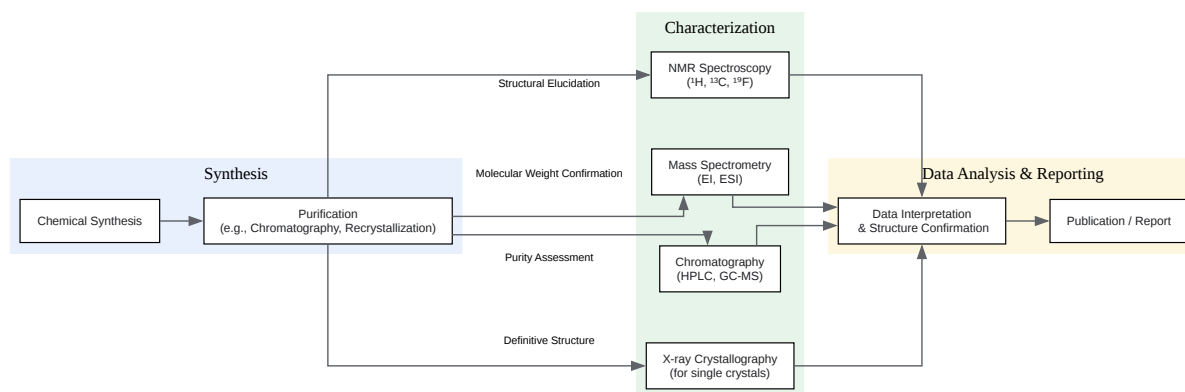 Characterization
NMR Spectroscopy
(¹H, ¹³C, ¹⁹F)
Structural Elucidation
Synthesis
Molecular Weight Confirmation
Mass Spectrometry
(EI, ESI)
Data Analysis & Reporting
Chemical Synthesis
Purification
(e.g., Chromatography, Recrystallization)
Data Interpretation
& Structure Confirmation
Publication / Report
Purity Assessment
Chromatography
(HPLC, GC-MS)
Definitive Structure
X-ray Crystallography
(for single crystals)